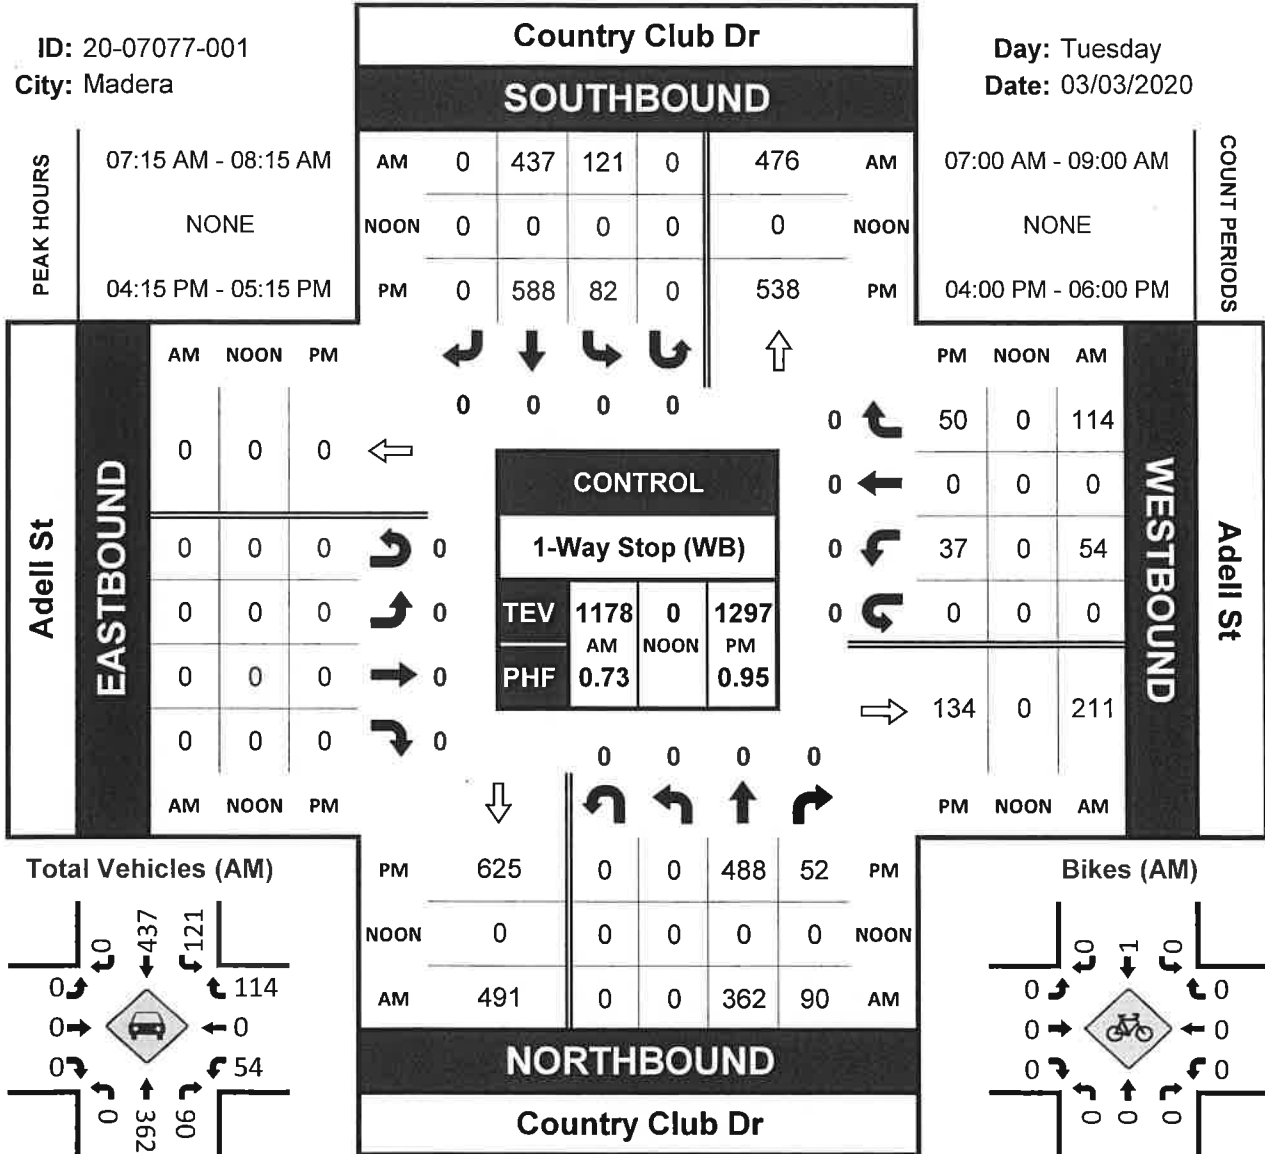 Country Club Dr
ID: 20-07077-001
Day: Tuesday
City: Madera
Date: 03/03/2020
SOUTHBOUND
PEAK HOURS
07:15 AM - 08:15 AM
AM 0 437 121 0 476 AM
07:00 AM - 09:00 AM
COUNT PERIODS
NONE
NOON 0 0 0 0 0 NOON
NONE
04:15 PM - 05:15 PM
PM 0 588 82 0 538 PM
04:00 PM - 06:00 PM
AM NOON PM
PM NOON AM
0 0 0 0
0 50 0 114
0 0 0
0 0 0 0
0 37 0 54
0 0 0 0
134 0 211
CONTROL
1-Way Stop (WB)
TEV 1178 0 1297
AM NOON PM
PHF 0.73 0.95
Adell St
EASTBOUND
WESTBOUND
Adell St
0 0 0 0
0 0 0 0
0 0 0 0
0 0 0 0
0 0 0 0
AM NOON PM
PM NOON AM
Total Vehicles (AM)
PM 625 0 0 488 52 PM
Bikes (AM)
NOON 0 0 0 0 0 NOON
AM 491 0 0 362 90 AM
NORTHBOUND
Country Club Dr
0 437 121
0 114
0 0
0 54
0 362 90
0 1 0
0 0
0 0
0 0
0 0 0